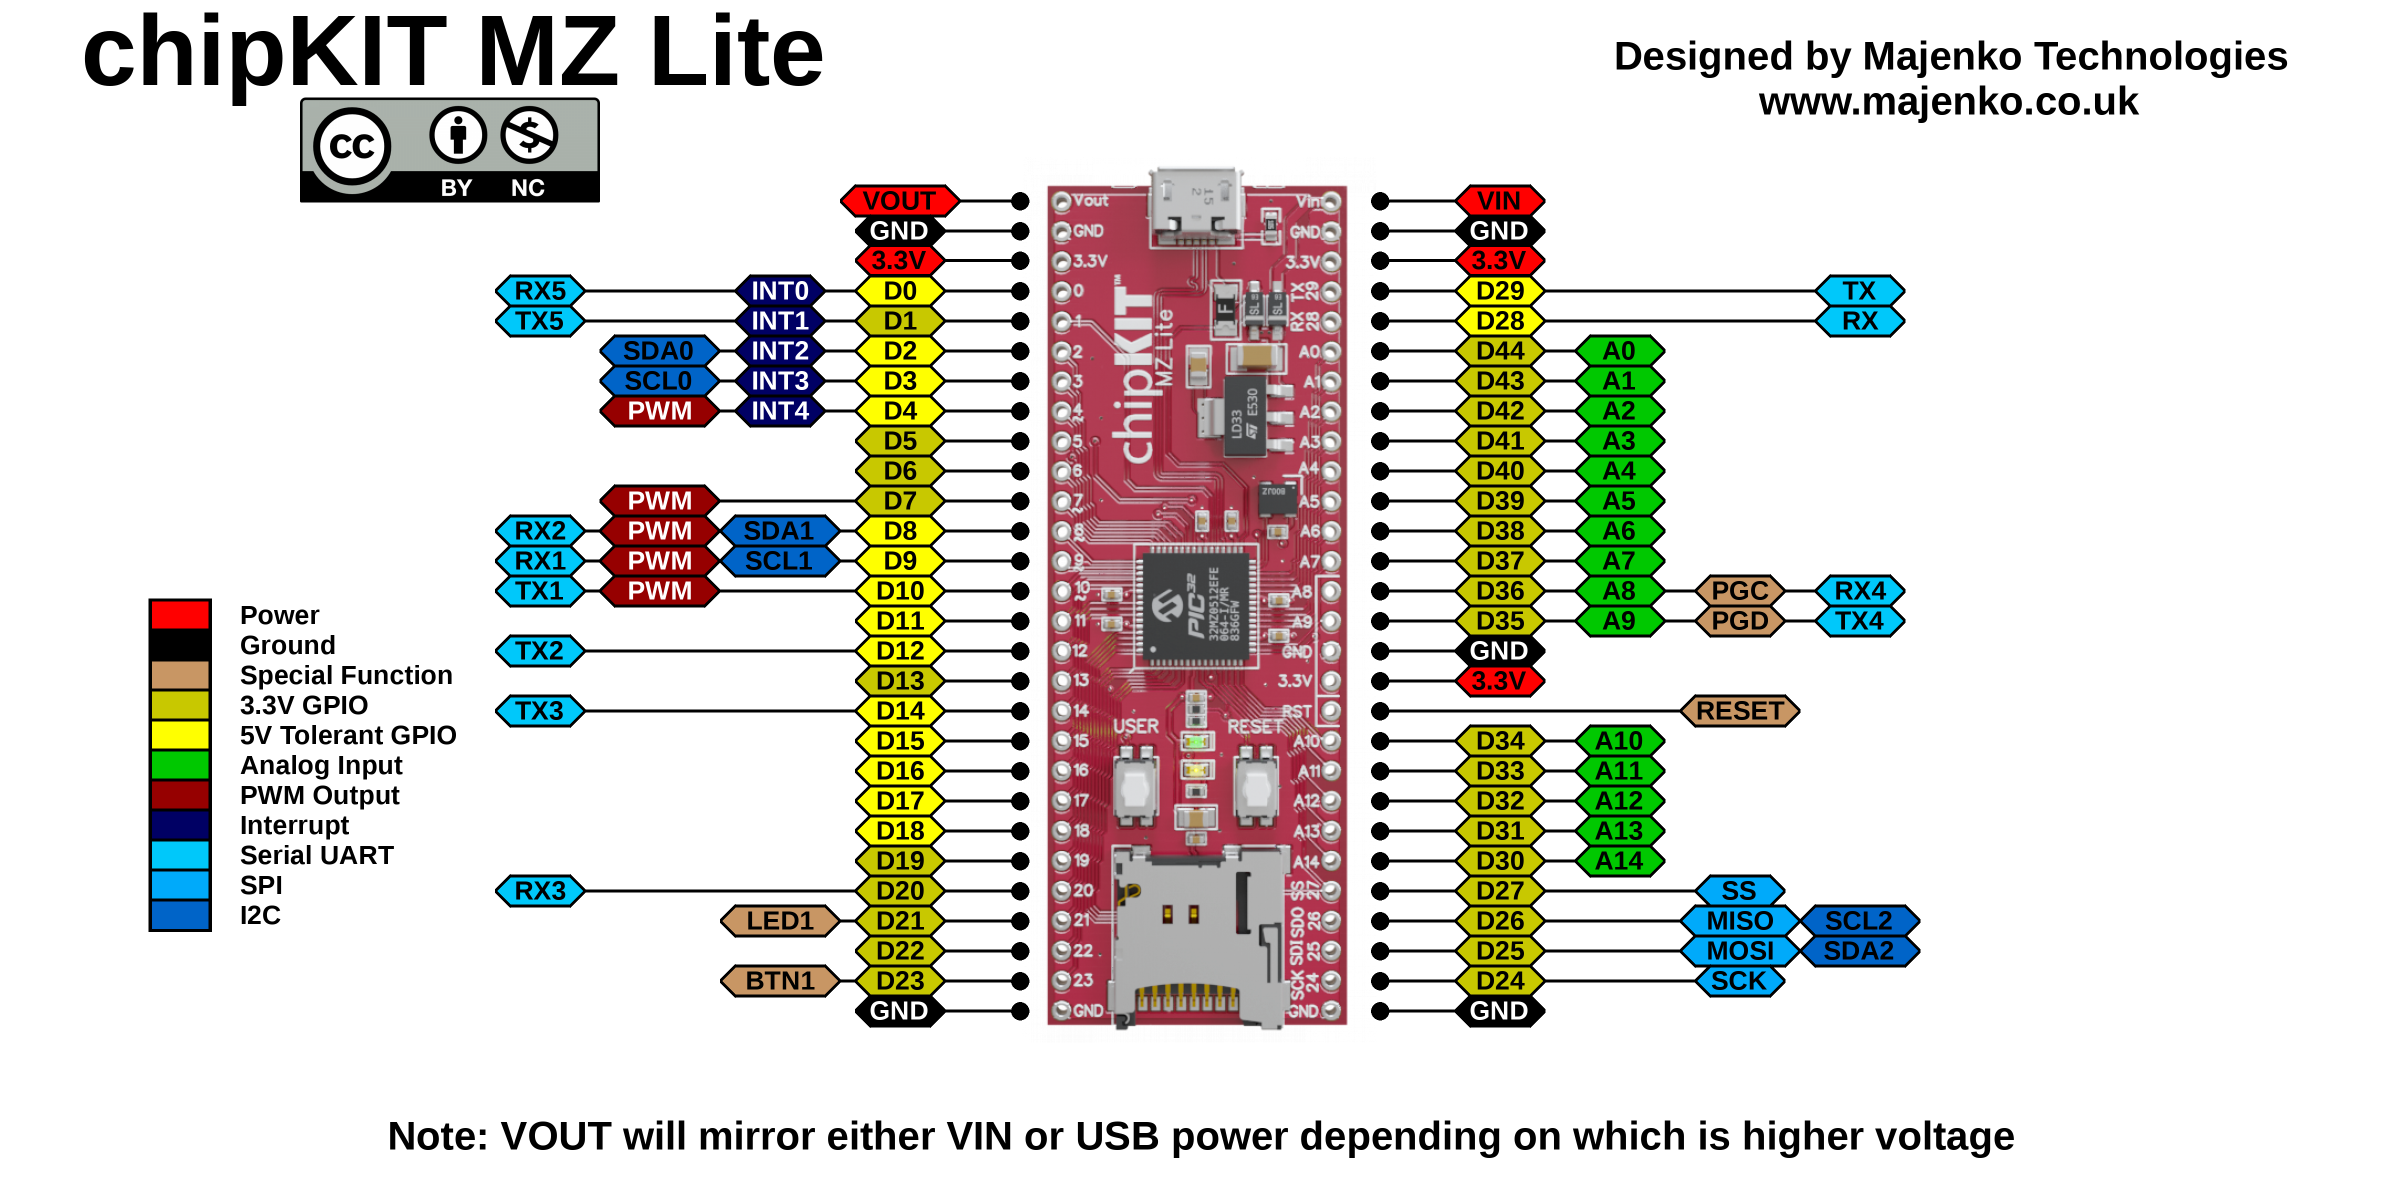 chipKIT MZ Lite
Designed by Majenko Technologies
www.majenko.co.uk
CC BY NC
VOUT Vout Vin VIN
GND GND GND GND
3.3V 3.3V 3.3V 3.3V
RX5 INT0 D0 0 TX 29 D29 TX
TX5 INT1 D1 1 RX 28 D28 RX
SDA0 INT2 D2 2 A0 D44 A0
SCL0 INT3 D3 3 A1 D43 A1
PWM INT4 D4 4 A2 D42 A2
D5 5 A3 D41 A3
D6 6 A4 D40 A4
PWM D7 7 A5 D39 A5
RX2 PWM SDA1 D8 8 A6 D38 A6
RX1 PWM SCL1 D9 9 A7 D37 A7
TX1 PWM D10 10 A8 D36 A8 PGC RX4
D11 11 A9 D35 A9 PGD TX4
TX2 D12 12 GND GND
D13 13 3.3V 3.3V
TX3 D14 14 RST RESET
D15 15 A10 D34 A10
D16 16 A11 D33 A11
D17 17 A12 D32 A12
D18 18 A13 D31 A13
D19 19 A14 D30 A14
RX3 D20 20 SS 27 D27 SS
LED1 D21 21 SDO 26 D26 MISO SCL2
D22 22 SDI 25 D25 MOSI SDA2
BTN1 D23 23 SCK 24 D24 SCK
GND GND GND GND
chipKIT™
MZ Lite
F
SL
SL
LD33
E530
B00JZ
PIC32
32MZ0512EFE
064-I/MR
836GFW
USER
RESET
Power
Ground
Special Function
3.3V GPIO
5V Tolerant GPIO
Analog Input
PWM Output
Interrupt
Serial UART
SPI
I2C
Note: VOUT will mirror either VIN or USB power depending on which is higher voltage